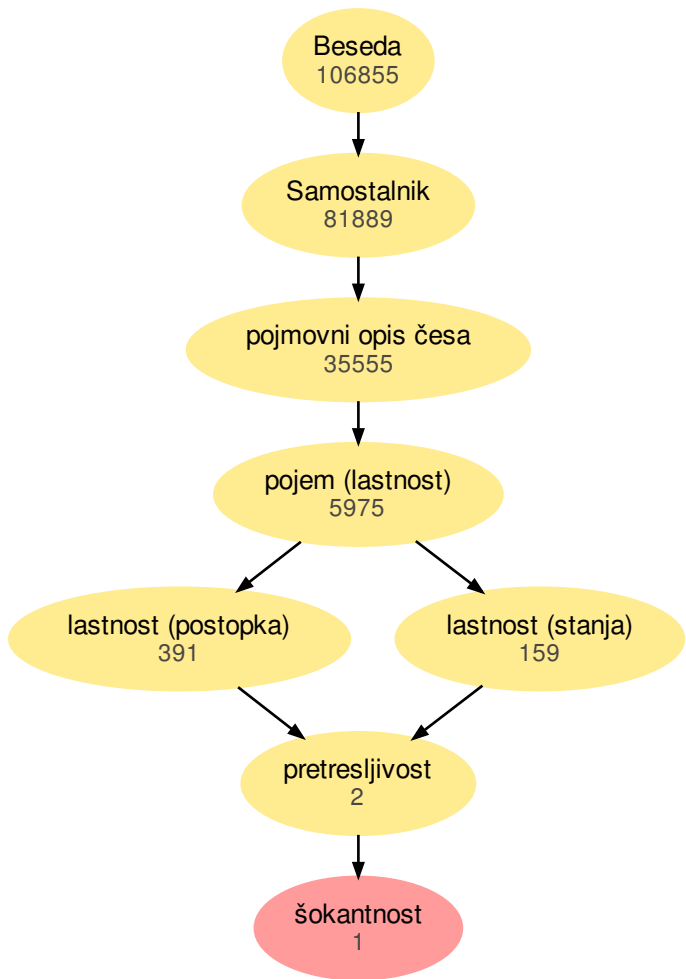 Beseda
106855
Samostalnik
81889
pojmovni opis česa
35555
pojem (lastnost)
5975
lastnost (postopka)
391
lastnost (stanja)
159
pretresljivost
2
šokantnost
1